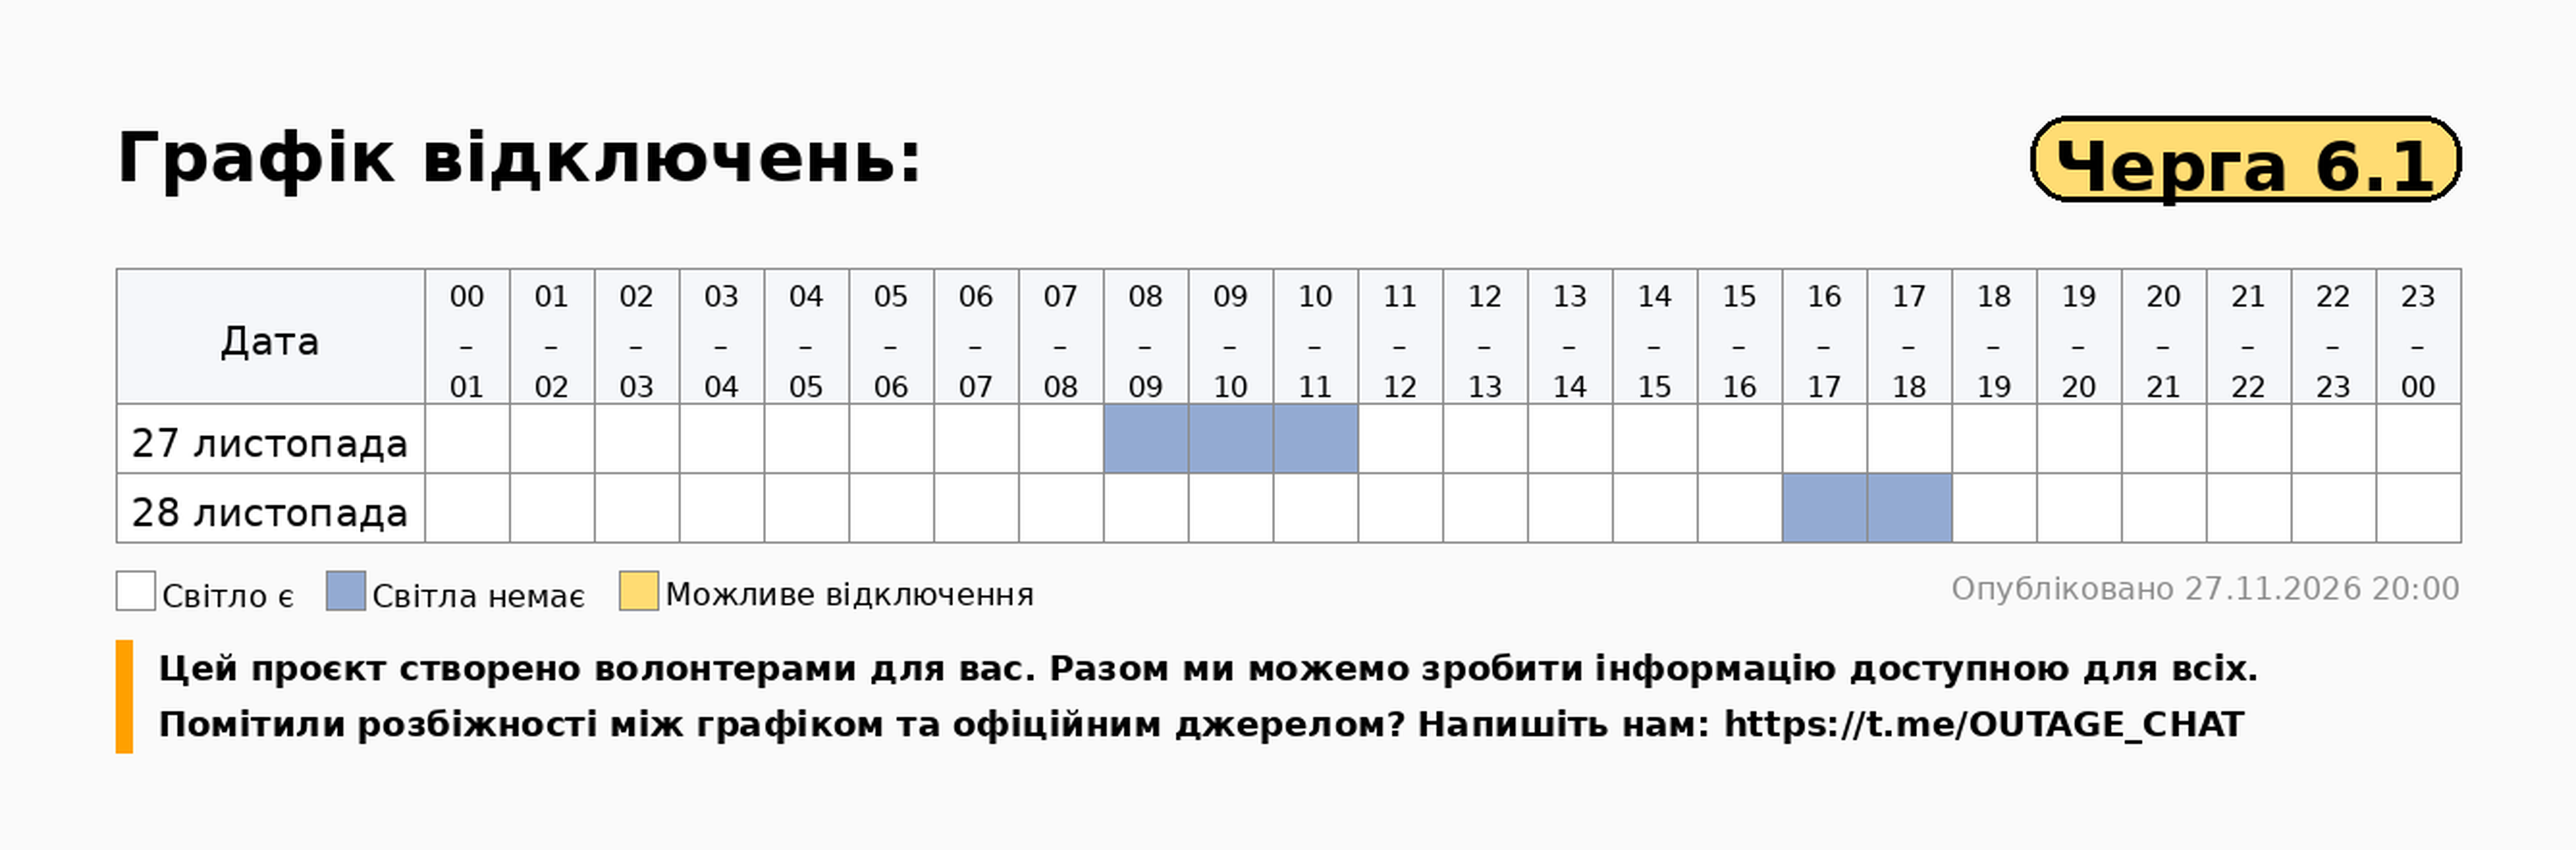 Графік відключень:
Черга 6.1
Дата
00 – 01
01 – 02
02 – 03
03 – 04
04 – 05
05 – 06
06 – 07
07 – 08
08 – 09
09 – 10
10 – 11
11 – 12
12 – 13
13 – 14
14 – 15
15 – 16
16 – 17
17 – 18
18 – 19
19 – 20
20 – 21
21 – 22
22 – 23
23 – 00
27 листопада
28 листопада
Світло є
Світла немає
Можливе відключення
Опубліковано 27.11.2026 20:00
Цей проєкт створено волонтерами для вас. Разом ми можемо зробити інформацію доступною для всіх.
Помітили розбіжності між графіком та офіційним джерелом? Напишіть нам: https://t.me/OUTAGE_CHAT